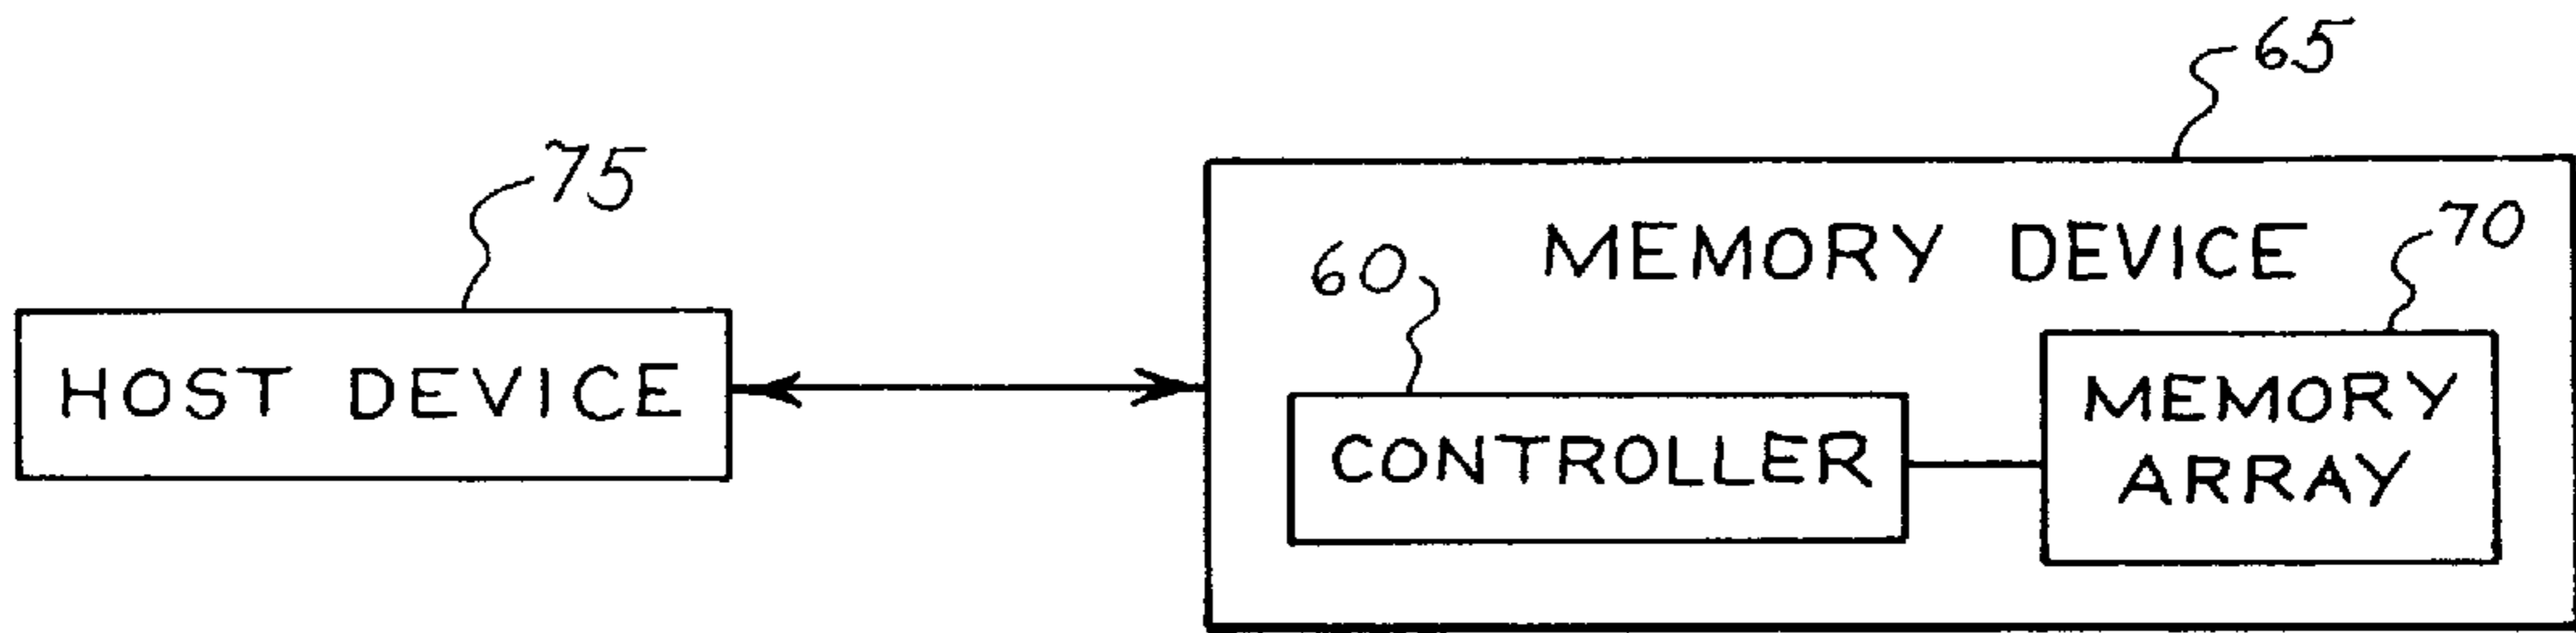 65
75
MEMORY DEVICE
70
60
HOST DEVICE
CONTROLLER
MEMORY
ARRAY